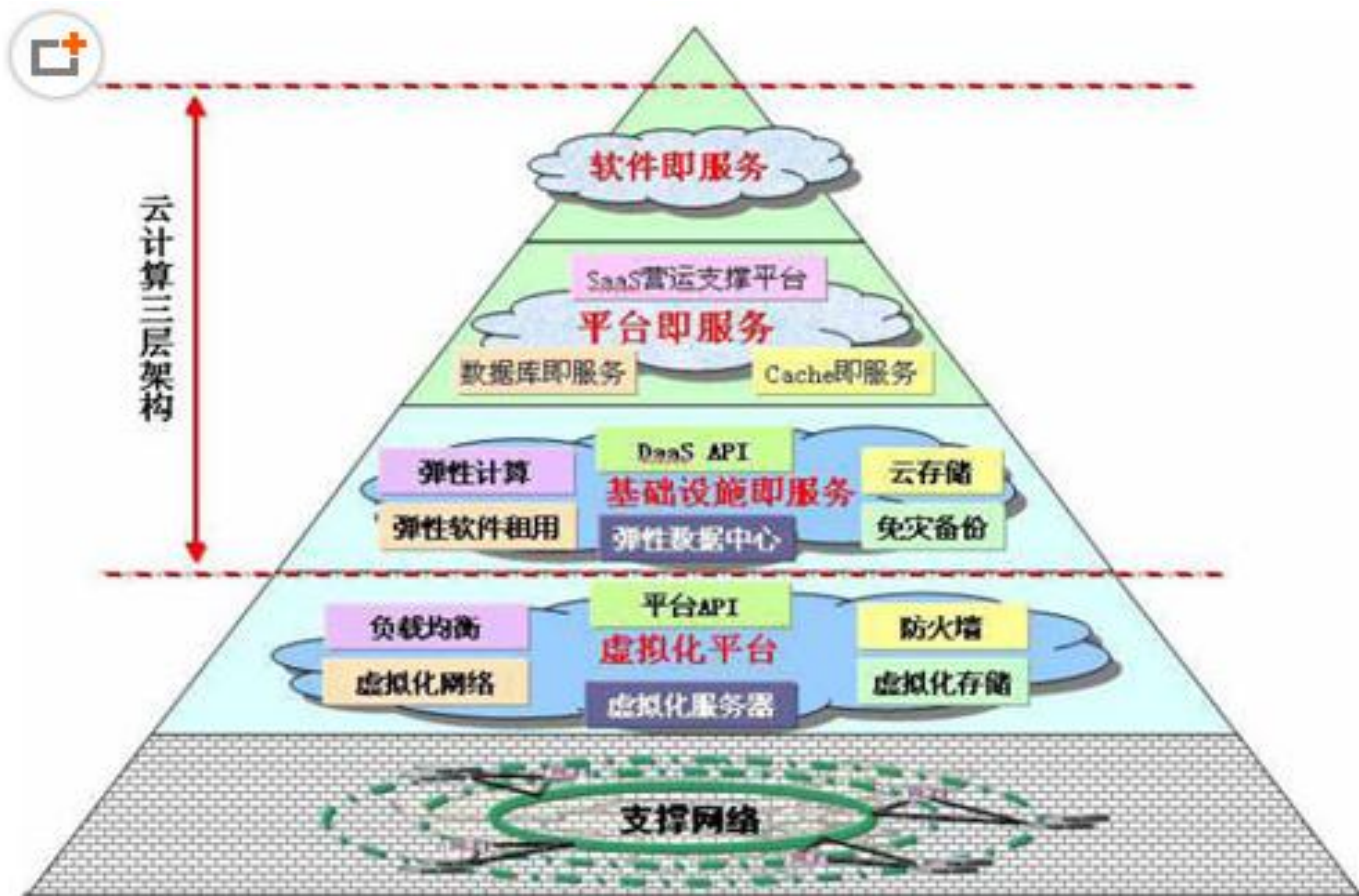 云计算三层架构
软件即服务
SaaS营运支撑平台
平台即服务
数据库即服务
Cache即服务
DaaS API
弹性计算
云存储
基础设施即服务
弹性软件租用
弹性数据中心
免灾备份
平台API
负载均衡
防火墙
虚拟化平台
虚拟化网络
虚拟化存储
虚拟化服务器
支撑网络